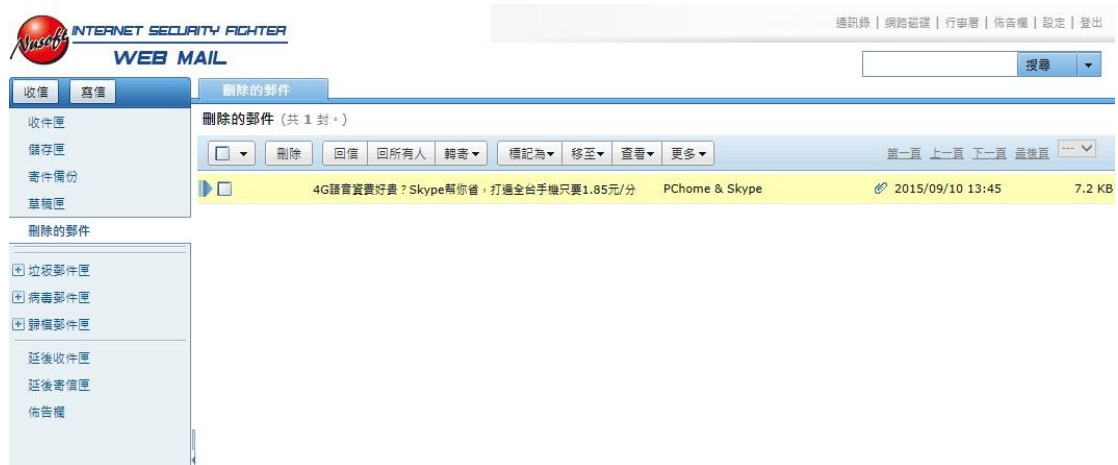 Nusoft INTERNET SECURITY FIGHTER
WEB MAIL
通訊錄 | 網路磁碟 | 行事曆 | 佈告欄 | 設定 | 登出
搜尋
收信 寫信
刪除的郵件
收件匣
儲存匣
寄件備份
草稿匣
刪除的郵件
垃圾郵件匣
病毒郵件匣
歸檔郵件匣
延後收件匣
延後寄信匣
佈告欄
刪除的郵件 (共 1 封。)
刪除 回信 回所有人 轉寄 標記為 移至 查看 更多 第一頁 上一頁 下一頁 最後頁 ---
4G語音資費好貴？Skype幫你省，打遍全台手機只要1.85元/分 PChome & Skype 2015/09/10 13:45 7.2 KB